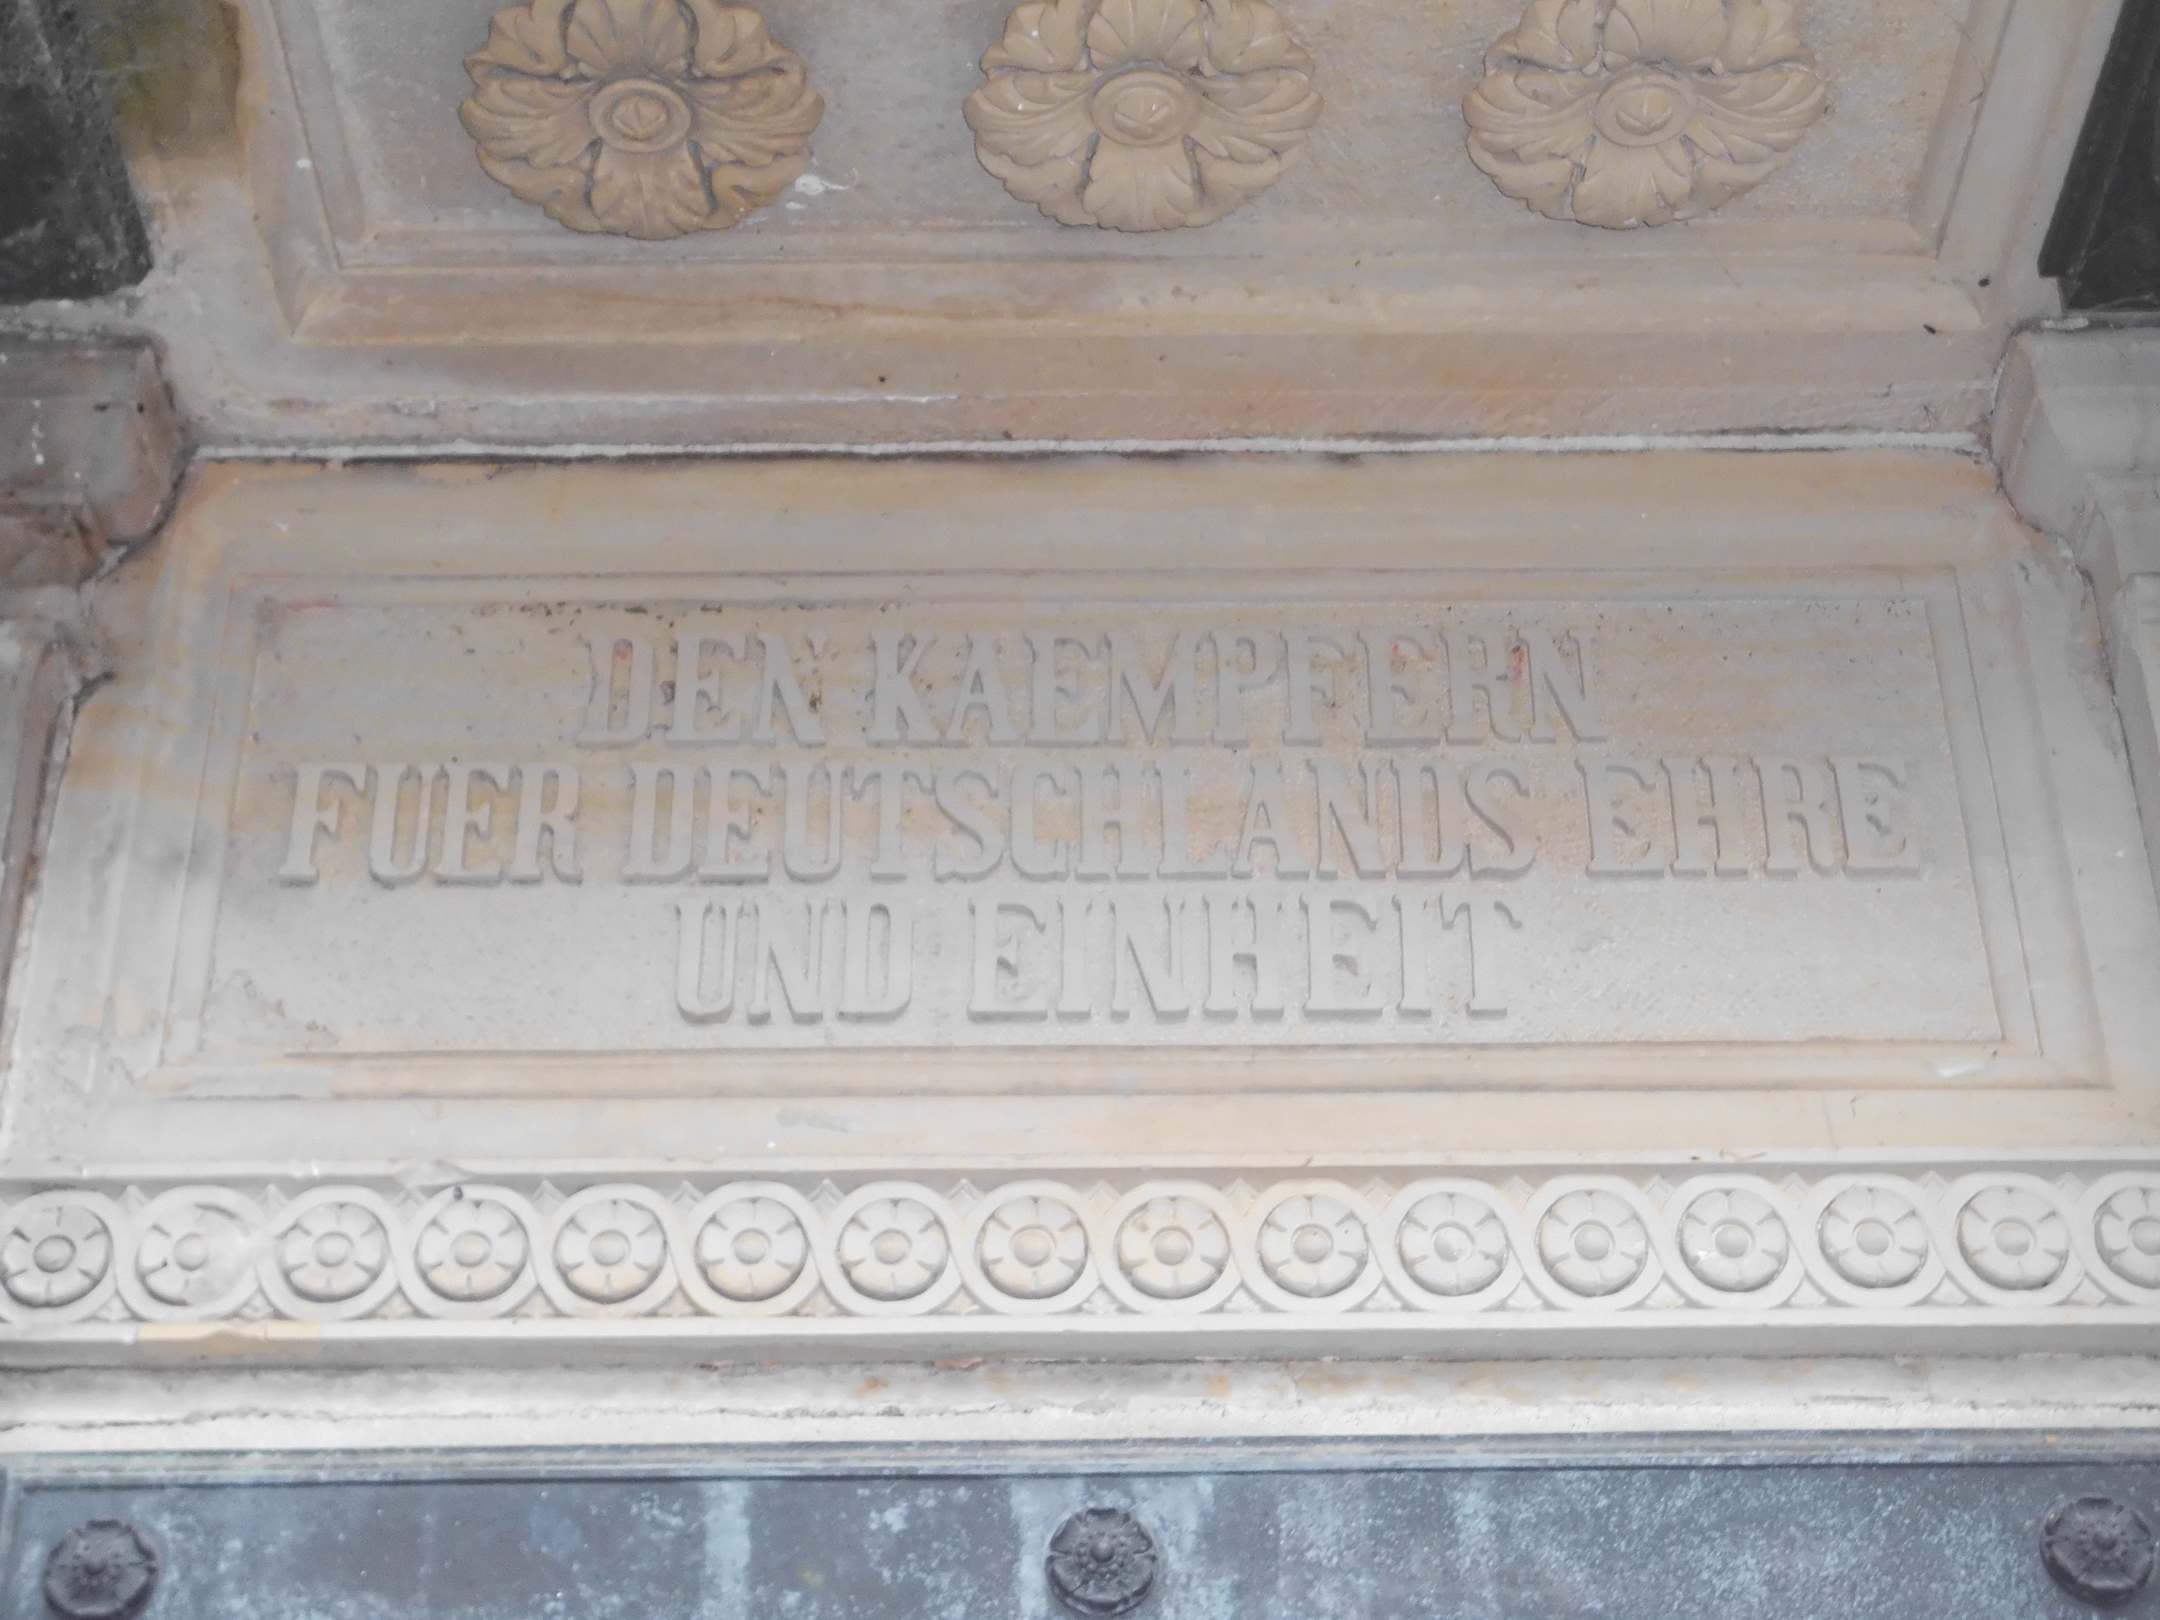 DEN KAEMPFERN
FUER DEUTSCHLANDS EHRE
UND EINHEIT